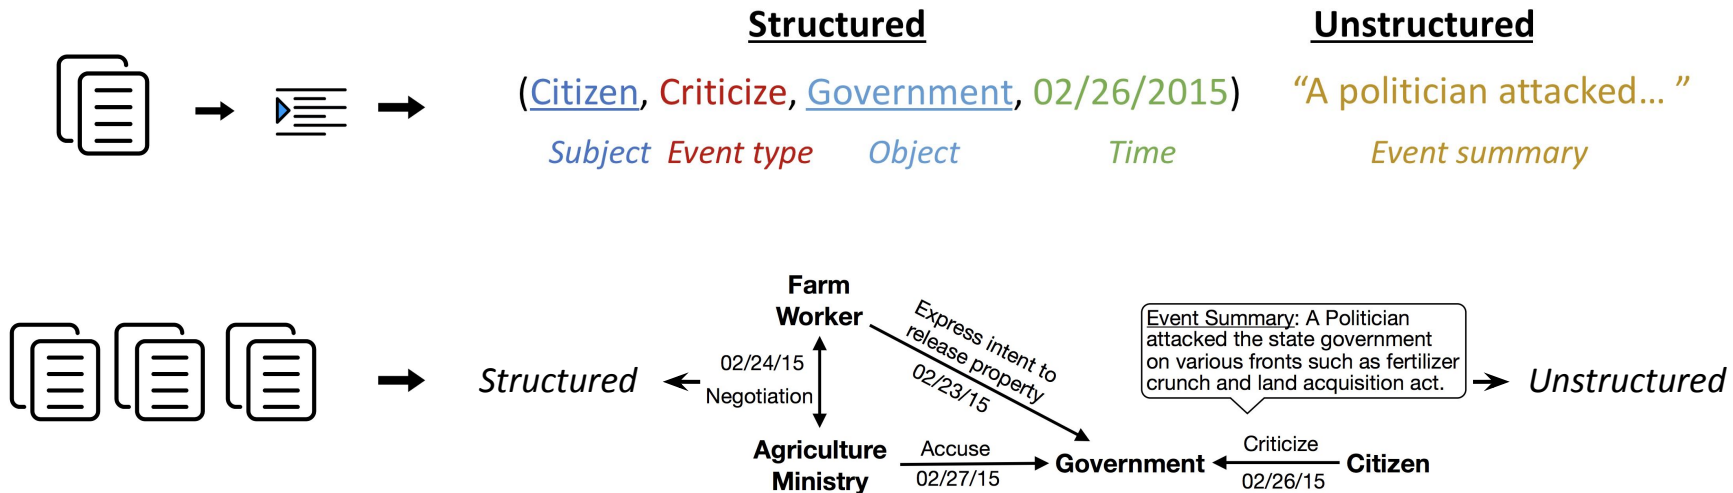 Structured
Unstructured
(Citizen, Criticize, Government, 02/26/2015)
“A politician attacked… ”
Subject Event type Object Time
Event summary
Farm
Worker
Express intent to
release property
02/23/15
02/24/15
Negotiation
Structured
Event Summary: A Politician
attacked the state government
on various fronts such as fertilizer
crunch and land acquisition act.
Unstructured
Agriculture
Ministry
Accuse
02/27/15
Government
Criticize
02/26/15
Citizen